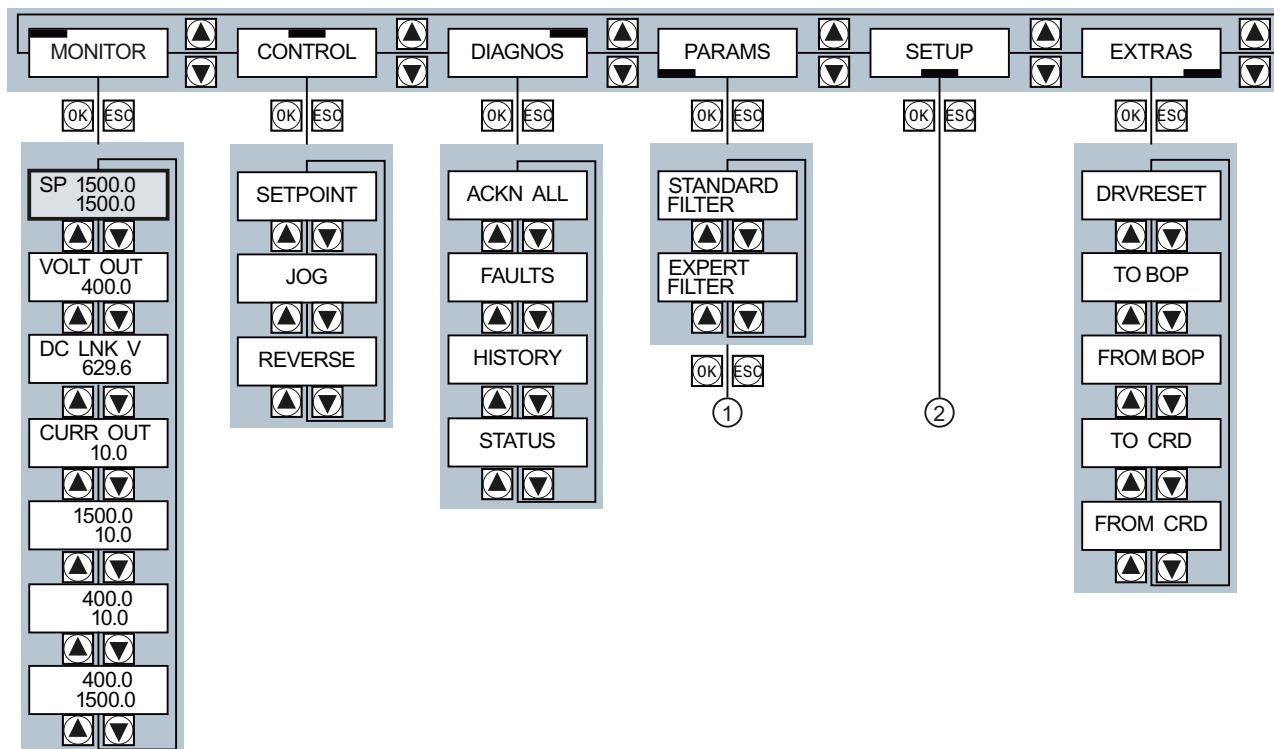 MONITOR
CONTROL
DIAGNOS
PARAMS
SETUP
EXTRAS
OK ESC
OK ESC
OK ESC
OK ESC
OK ESC
OK ESC
SP 1500.0
1500.0
VOLT OUT
400.0
DC LNK V
629.6
CURR OUT
10.0
1500.0
10.0
400.0
10.0
400.0
1500.0
SETPOINT
JOG
REVERSE
ACKN ALL
FAULTS
HISTORY
STATUS
STANDARD
FILTER
EXPERT
FILTER
OK ESC
1
2
DRVRESET
TO BOP
FROM BOP
TO CRD
FROM CRD